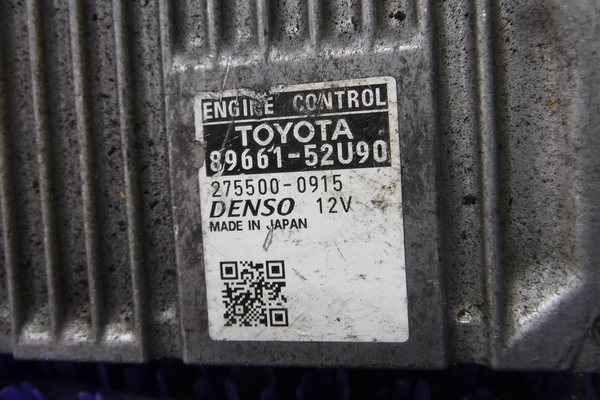 ENGINE CONTROL
TOYOTA
89661-52U90
275500-0915
DENSO 12V
MADE IN JAPAN